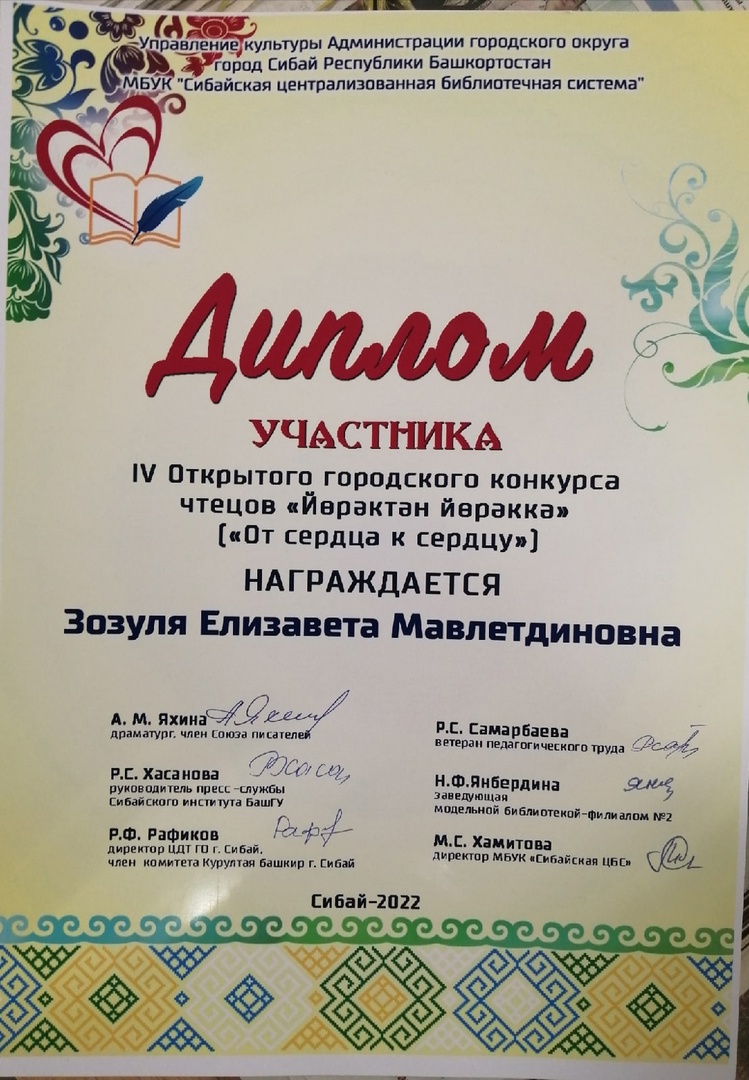 Управление культуры Администрации городского округа
город Сибай Республики Башкортостан
МБУК "Сибайская централизованная библиотечная система"
Диплом
УЧАСТНИКА
IV Открытого городского конкурса
чтецов «Йөрәктән йөрәккә»
(«От сердца к сердцу»)
НАГРАЖДАЕТСЯ
Зозуля Елизавета Мавлетдиновна
А. М. Яхина
драматург, член Союза писателей
Р.С. Хасанова
руководитель пресс –службы
Сибайского института БашГУ
Р.Ф. Рафиков
директор ЦДТ ГО г. Сибай,
член комитета Курултая башкир г. Сибай
Р.С. Самарбаева
ветеран педагогического труда
Н.Ф.Янбердина
заведующая
модельной библиотекой-филиалом №2
М.С. Хамитова
директор МБУК «Сибайская ЦБС»
Сибай-2022